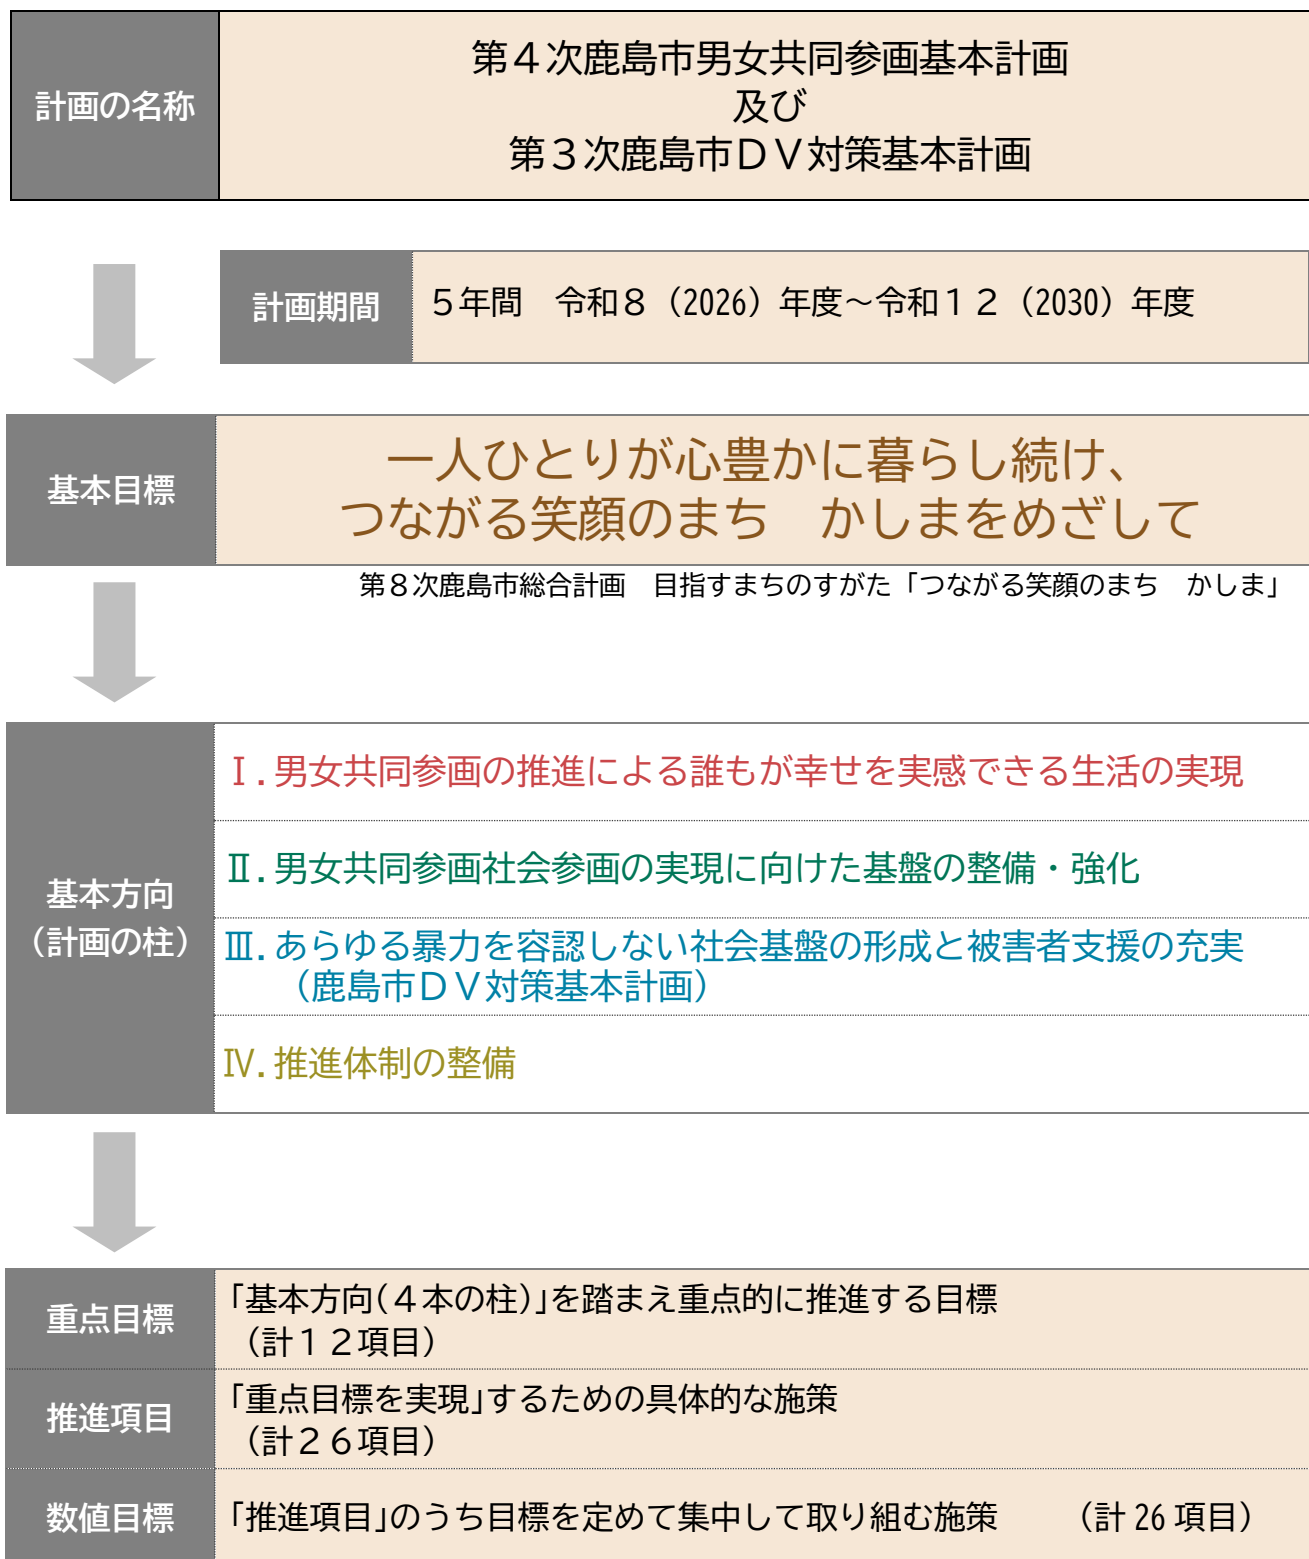 計画の名称
第４次鹿島市男女共同参画基本計画
及び
第３次鹿島市ＤＶ対策基本計画
計画期間
５年間　令和８（2026）年度～令和１２（2030）年度
基本目標
一人ひとりが心豊かに暮らし続け、
つながる笑顔のまち　かしまをめざして
第８次鹿島市総合計画　目指すまちのすがた「つながる笑顔のまち　かしま」
基本方向
（計画の柱）
Ⅰ．男女共同参画の推進による誰もが幸せを実感できる生活の実現
Ⅱ．男女共同参画社会参画の実現に向けた基盤の整備・強化
Ⅲ．あらゆる暴力を容認しない社会基盤の形成と被害者支援の充実
（鹿島市ＤＶ対策基本計画）
Ⅳ．推進体制の整備
重点目標
「基本方向（４本の柱）」を踏まえ重点的に推進する目標
（計１２項目）
推進項目
「重点目標を実現」するための具体的な施策
（計２６項目）
数値目標
「推進項目」のうち目標を定めて集中して取り組む施策　　（計 26 項目）